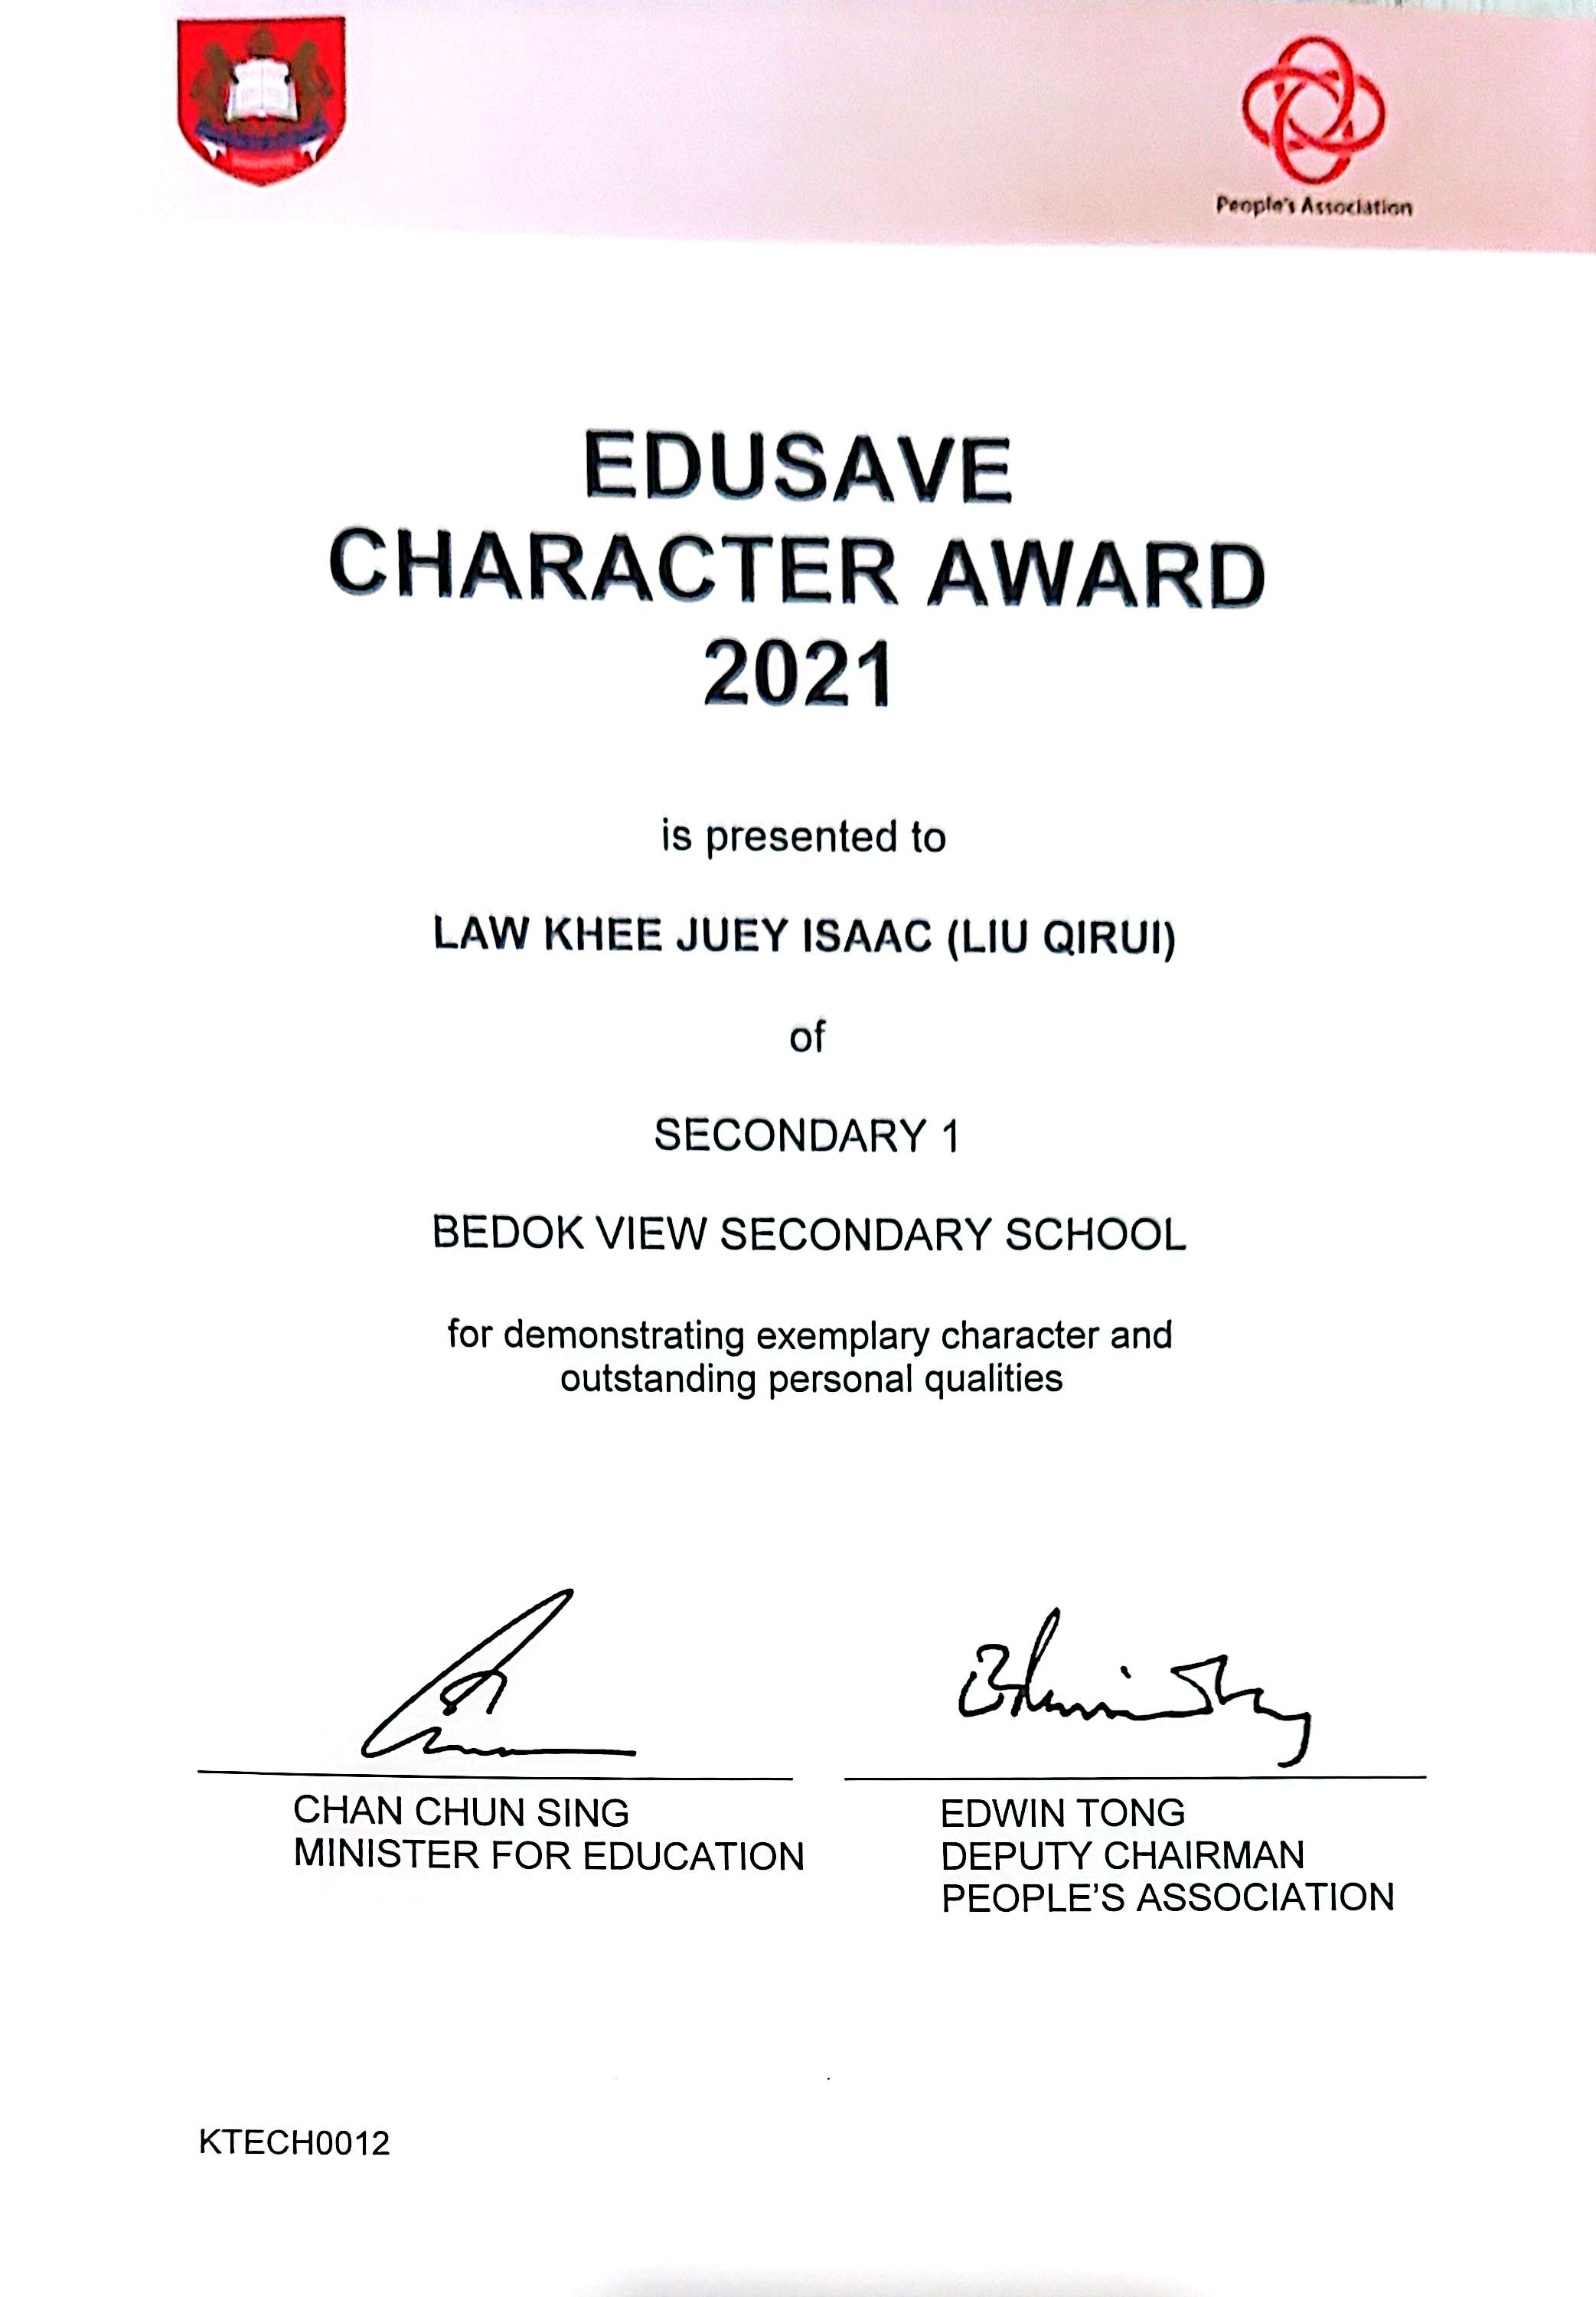 People's Association
EDUSAVE
CHARACTER AWARD
2021
is presented to
LAW KHEE JUEY ISAAC (LIU QIRUI)
of
SECONDARY 1
BEDOK VIEW SECONDARY SCHOOL
for demonstrating exemplary character and
outstanding personal qualities
CHAN CHUN SING
MINISTER FOR EDUCATION
EDWIN TONG
DEPUTY CHAIRMAN
PEOPLE'S ASSOCIATION
KTECH0012